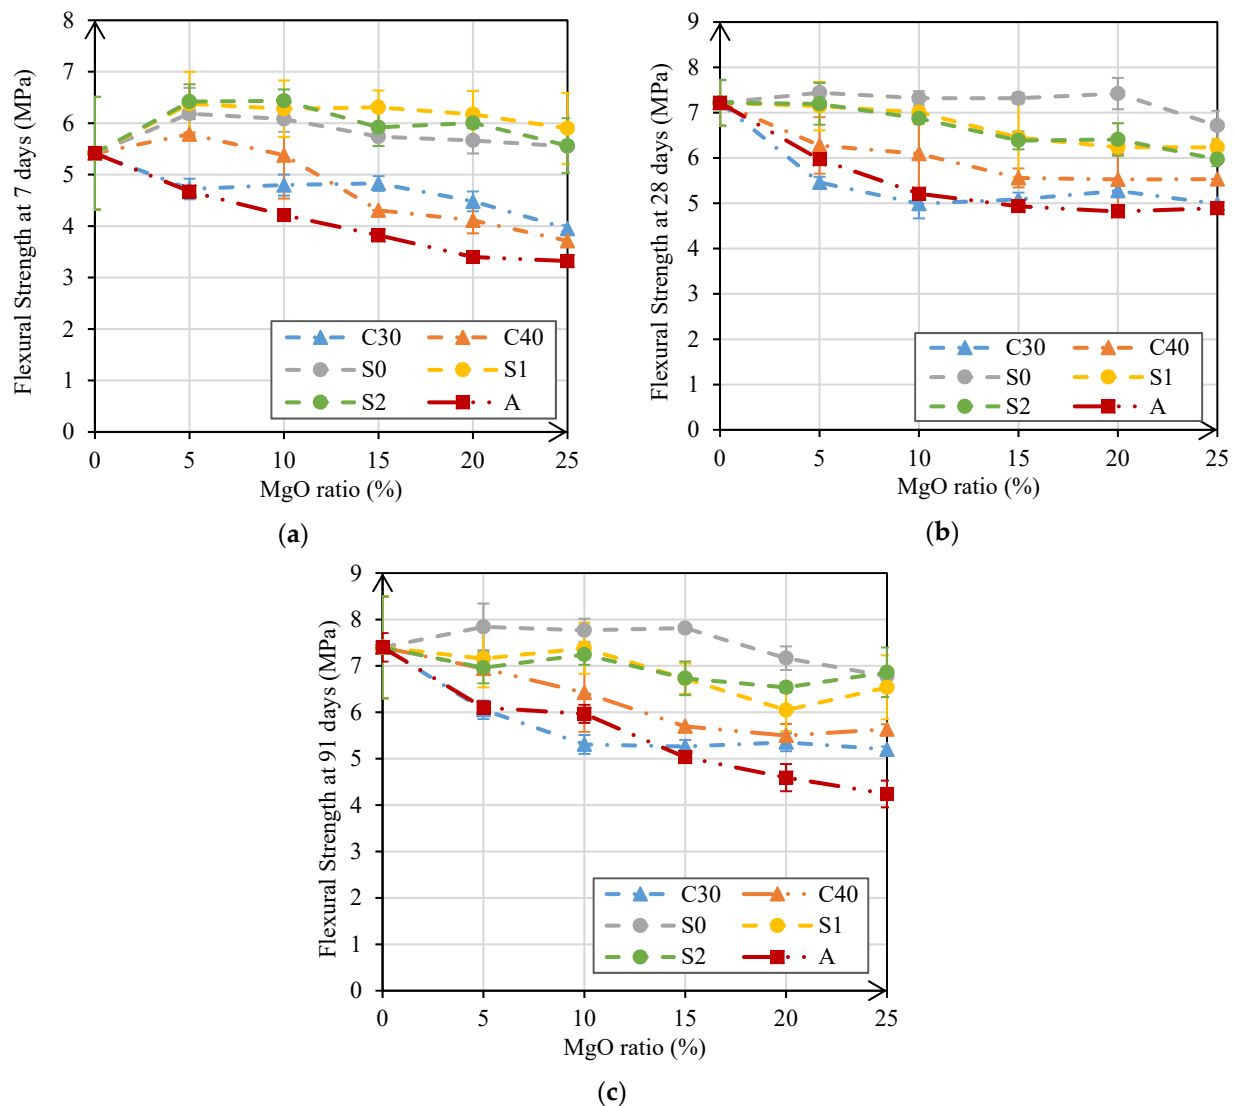 Flexural Strength at 7 days (MPa)
8
7
6
5
4
3
2
1
0
C30 C40
S0 S1
S2 A
0 5 10 15 20 25
MgO ratio (%)
(a)
Flexural Strength at 28 days (MPa)
9
8
7
6
5
4
3
2
1
0
C30 C40
S0 S1
S2 A
0 5 10 15 20 25
MgO ratio (%)
(b)
Flexural Strength at 91 days (MPa)
9
8
7
6
5
4
3
2
1
0
C30 C40
S0 S1
S2 A
0 5 10 15 20 25
MgO ratio (%)
(c)